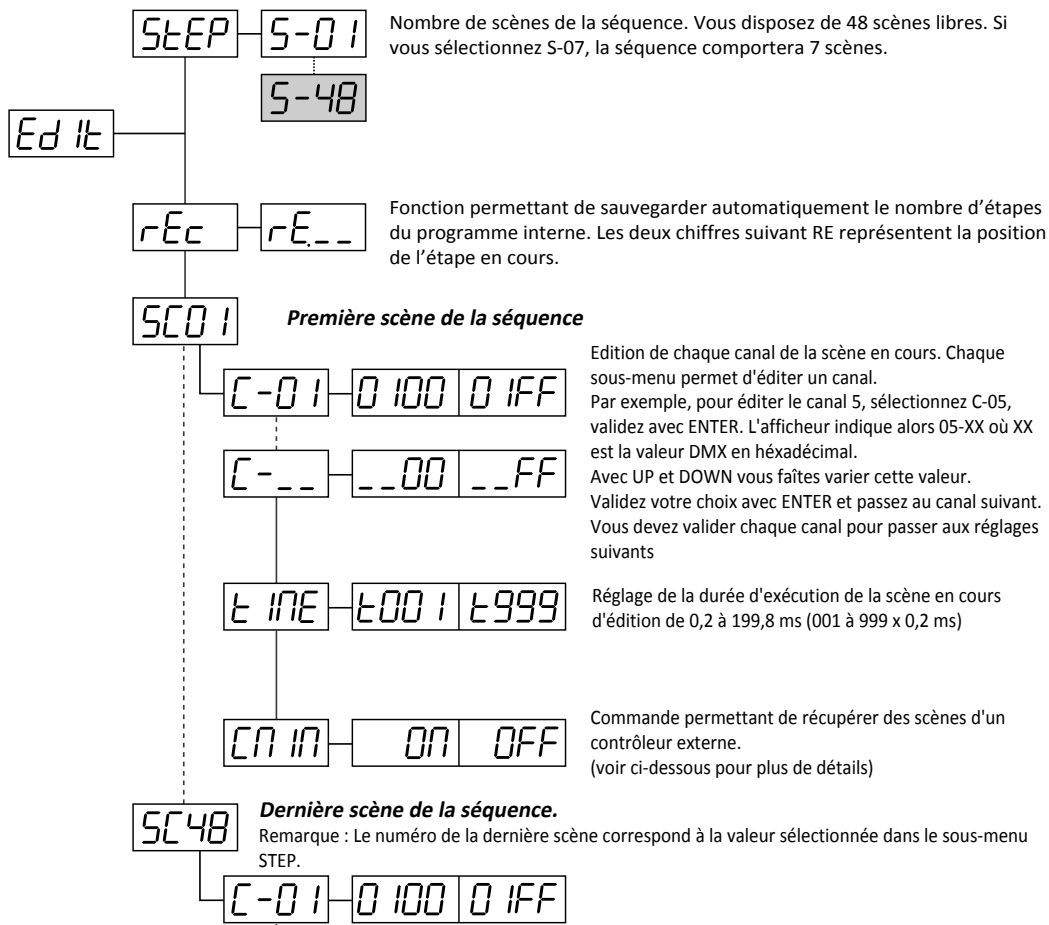 StEP S-01
Nombre de scènes de la séquence. Vous disposez de 48 scènes libres. Si
vous sélectionnez S-07, la séquence comportera 7 scènes.
S-48
Ed It
rEc rE.__
Fonction permettant de sauvegarder automatiquement le nombre d’étapes
du programme interne. Les deux chiffres suivant RE représentent la position
de l’étape en cours.
SC01
Première scène de la séquence
C-01 0100 01FF
Edition de chaque canal de la scène en cours. Chaque
sous-menu permet d'éditer un canal.
Par exemple, pour éditer le canal 5, sélectionnez C-05,
validez avec ENTER. L'afficheur indique alors 05-XX où XX
est la valeur DMX en héxadécimal.
C-__ __00 __FF
Avec UP et DOWN vous faîtes varier cette valeur.
Validez votre choix avec ENTER et passez au canal suivant.
Vous devez valider chaque canal pour passer aux réglages
suivants
tINE t001 t999
Réglage de la durée d'exécution de la scène en cours
d'édition de 0,2 à 199,8 ms (001 à 999 x 0,2 ms)
CnIn On OFF
Commande permettant de récupérer des scènes d'un
contrôleur externe.
(voir ci-dessous pour plus de détails)
SC48
Dernière scène de la séquence.
Remarque : Le numéro de la dernière scène correspond à la valeur sélectionnée dans le sous-menu
STEP.
C-01 0100 01FF